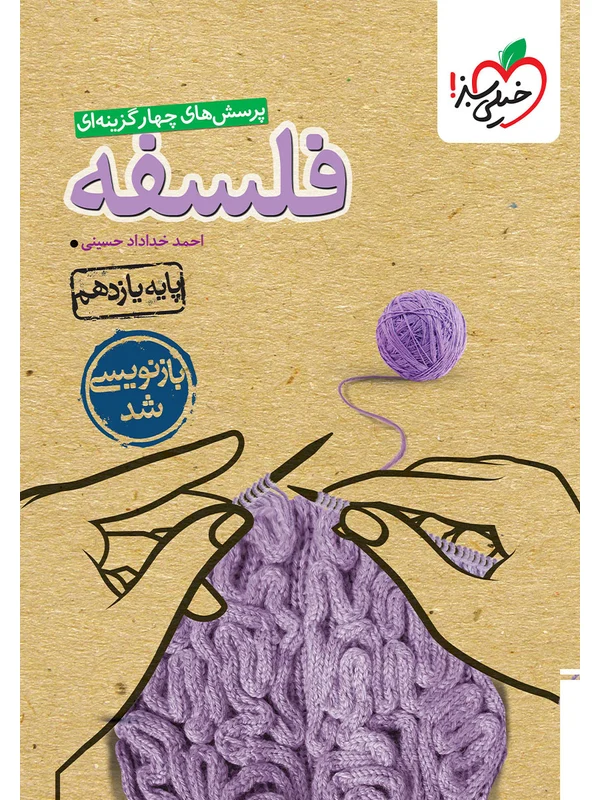 خیلی سبز!
پرسش‌های چهارگزینه‌ای
فلسفه
احمد خداداد حسینی
پایه یازدهم
بازنویسی
شد